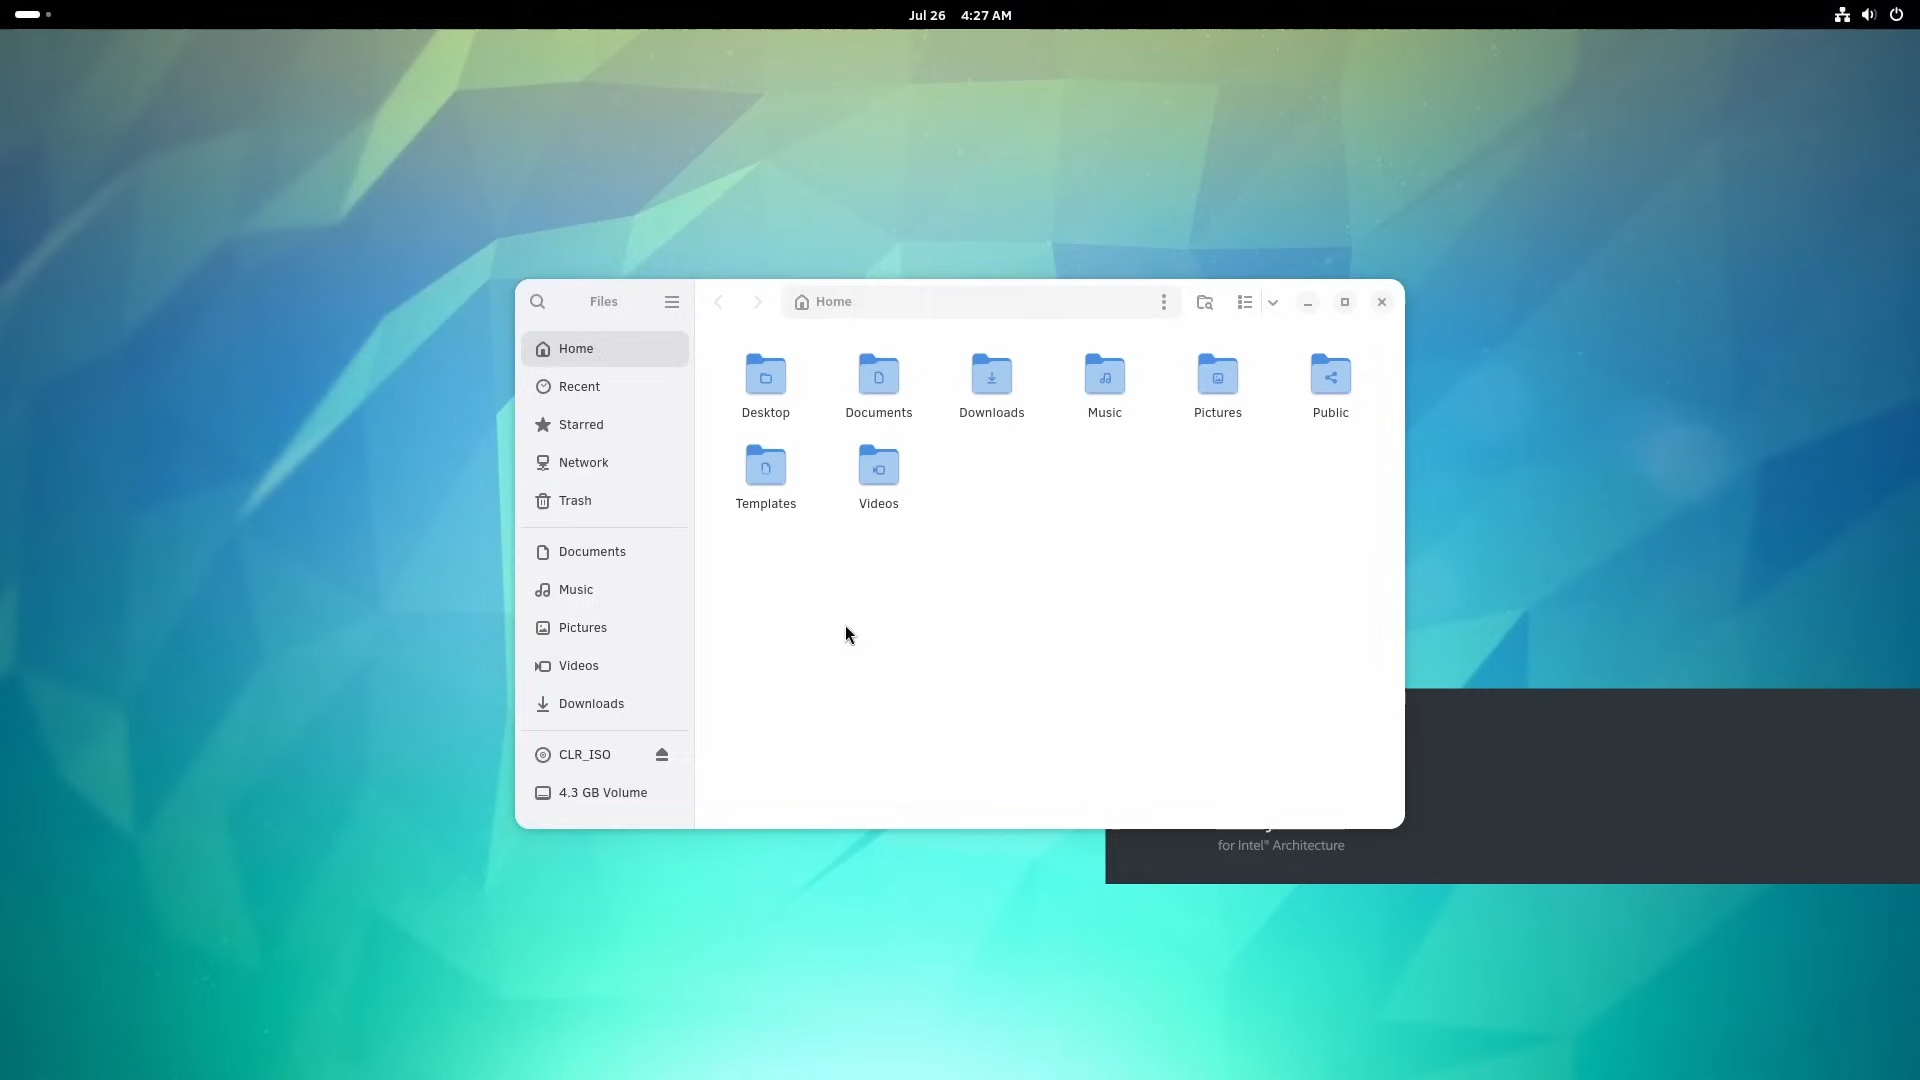 Jul 26 4:27 AM
Files
Home
Home
Recent
Starred
Network
Trash
Documents
Music
Pictures
Videos
Downloads
CLR_ISO
4.3 GB Volume
Desktop
Documents
Downloads
Music
Pictures
Public
Templates
Videos
for Intel® Architecture